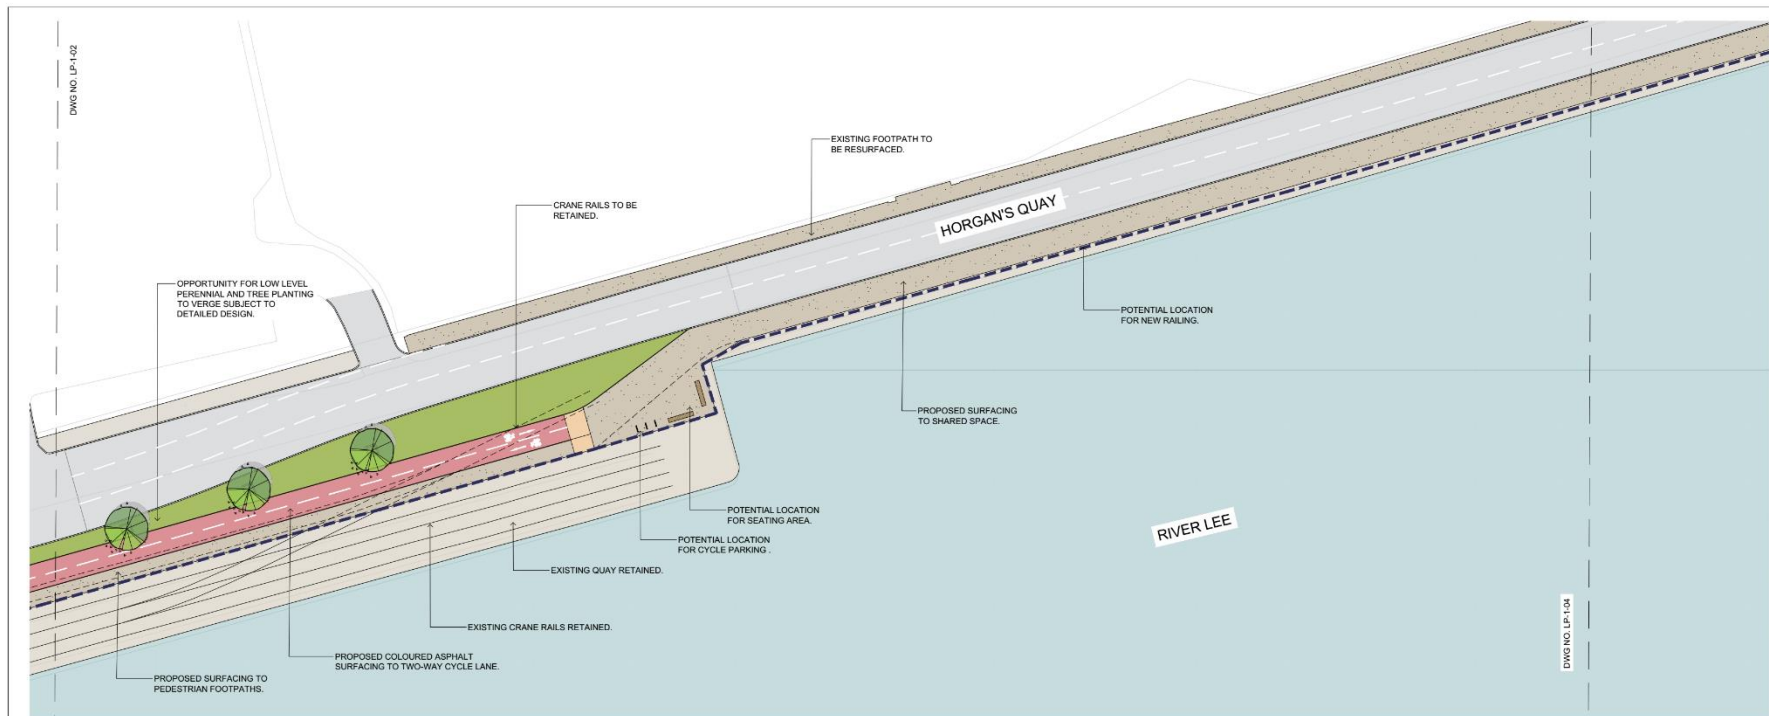 DWG NO. LP-1-02
EXISTING FOOTPATH TO
BE RESURFACED.
CRANE RAILS TO BE
RETAINED.
HORGAN'S QUAY
OPPORTUNITY FOR LOW LEVEL
PERENNIAL AND TREE PLANTING
TO VERGE SUBJECT TO
DETAILED DESIGN.
POTENTIAL LOCATION
FOR NEW RAILING.
PROPOSED SURFACING
TO SHARED SPACE.
POTENTIAL LOCATION
FOR SEATING AREA.
RIVER LEE
POTENTIAL LOCATION
FOR CYCLE PARKING .
EXISTING QUAY RETAINED.
EXISTING CRANE RAILS RETAINED.
PROPOSED COLOURED ASPHALT
SURFACING TO TWO-WAY CYCLE LANE.
PROPOSED SURFACING TO
PEDESTRIAN FOOTPATHS.
DWG NO. LP-1-04